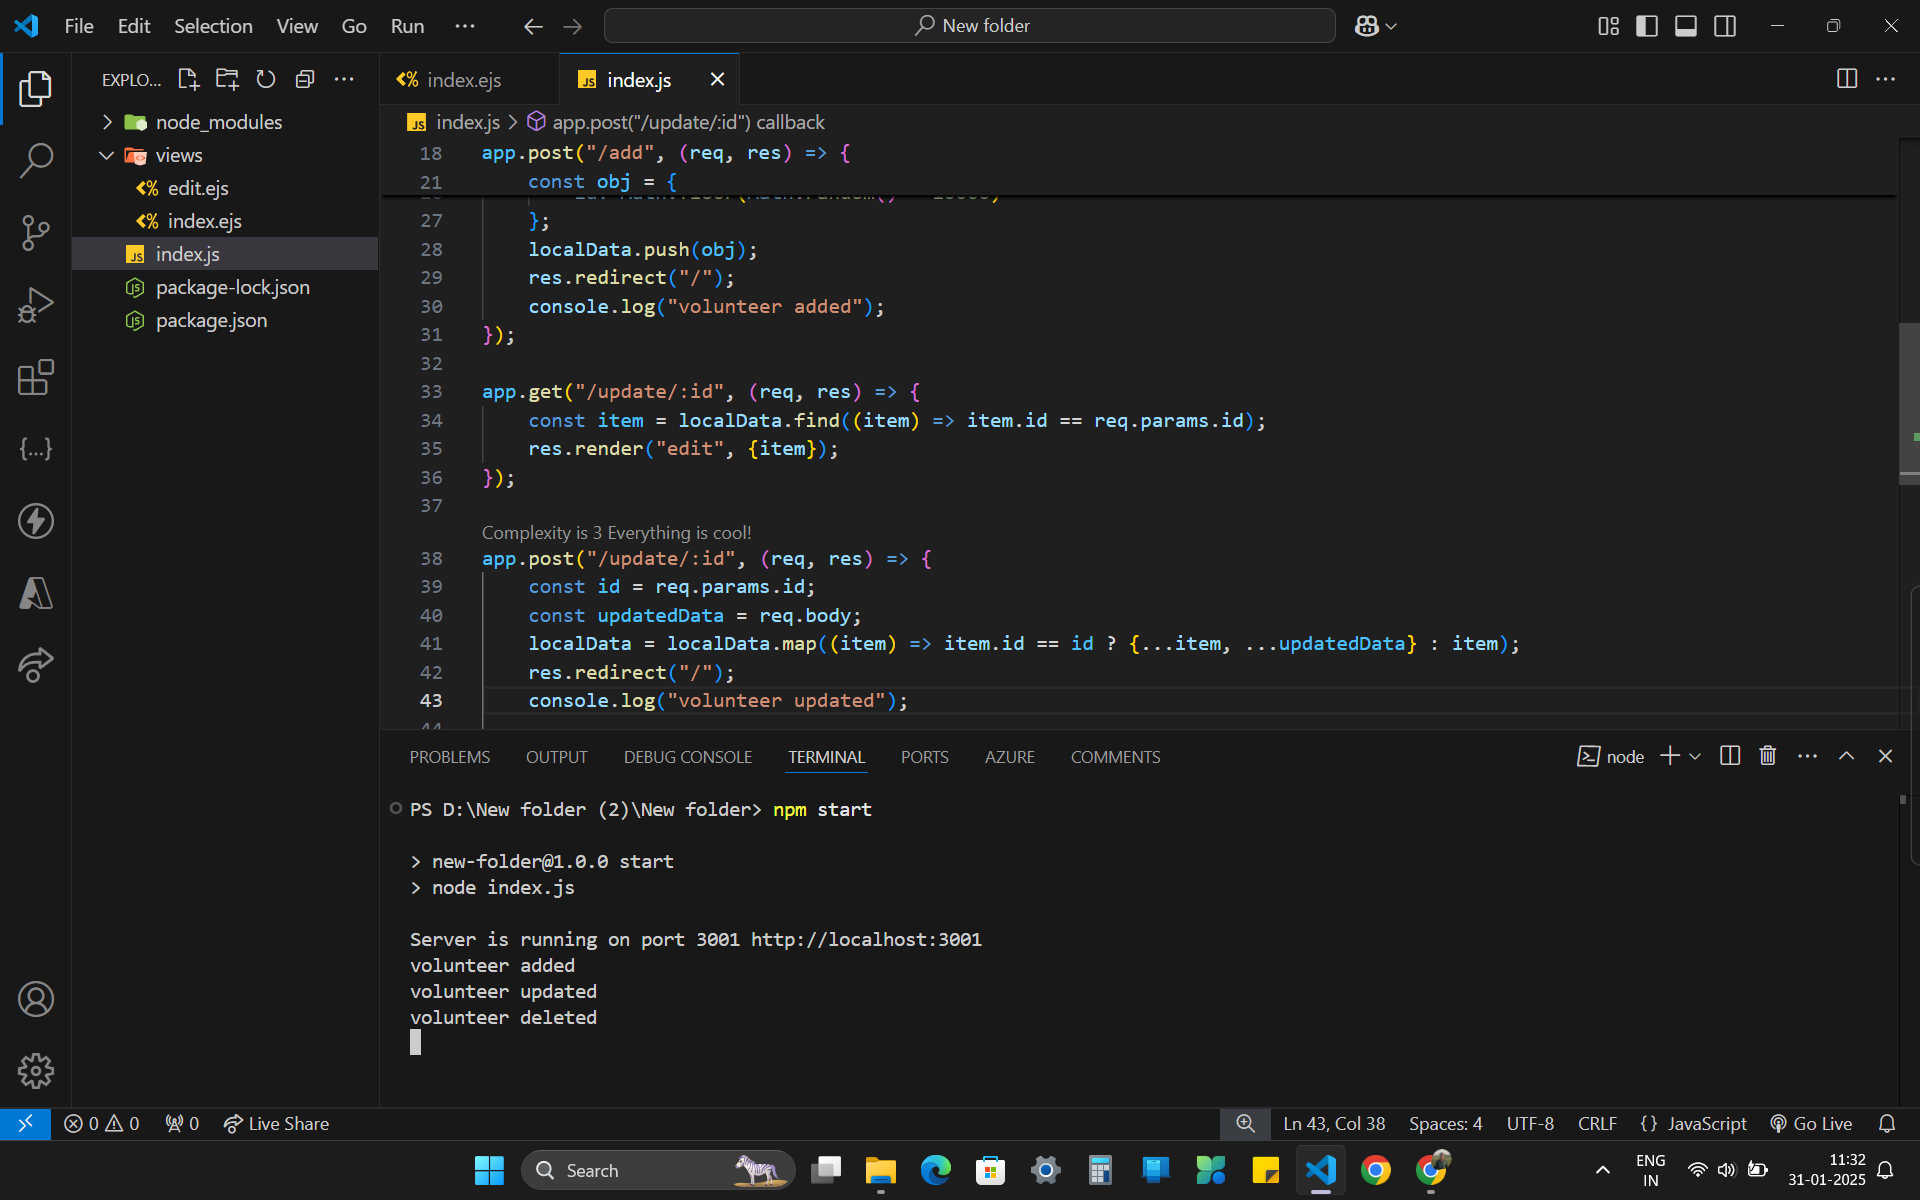 File Edit Selection View Go Run
New folder
EXPLO...
node_modules
views
edit.ejs
index.ejs
index.js
package-lock.json
package.json
index.ejs
index.js
index.js > app.post("/update/:id") callback
18 app.post("/add", (req, res) => {
21 const obj = {
27 };
28 localData.push(obj);
29 res.redirect("/");
30 console.log("volunteer added");
31 });
32
33 app.get("/update/:id", (req, res) => {
34 const item = localData.find((item) => item.id == req.params.id);
35 res.render("edit", {item});
36 });
37
Complexity is 3 Everything is cool!
38 app.post("/update/:id", (req, res) => {
39 const id = req.params.id;
40 const updatedData = req.body;
41 localData = localData.map((item) => item.id == id ? {...item, ...updatedData} : item);
42 res.redirect("/");
43 console.log("volunteer updated");
PROBLEMS OUTPUT DEBUG CONSOLE TERMINAL PORTS AZURE COMMENTS
node
PS D:\New folder (2)\New folder> npm start
> new-folder@1.0.0 start
> node index.js
Server is running on port 3001 http://localhost:3001
volunteer added
volunteer updated
volunteer deleted
0 0 0 Live Share
Ln 43, Col 38 Spaces: 4 UTF-8 CRLF {} JavaScript Go Live
Search
ENG
IN
11:32
31-01-2025